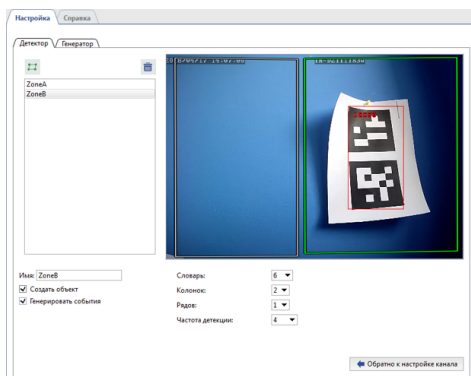 Настройка Справка
Детектор Генератор
ZoneA
ZoneB
Имя: ZoneB
Создать объект
Генерировать события
Словарь: 6
Колонок: 2
Рядов: 1
Частота детекции: 4
Обратно к настройке канала